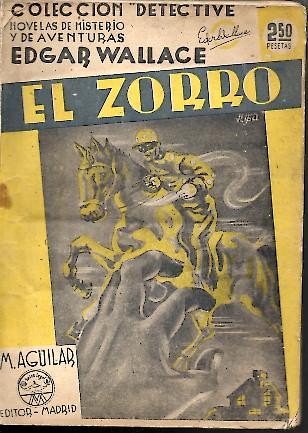 COLECCION "DETECTIVE"
NOVELAS DE MISTERIO
Y DE AVENTURAS
EDGAR WALLACE
2.50
PESETAS
EL ZORRO
M. AGUILAR
EDITOR - MADRID